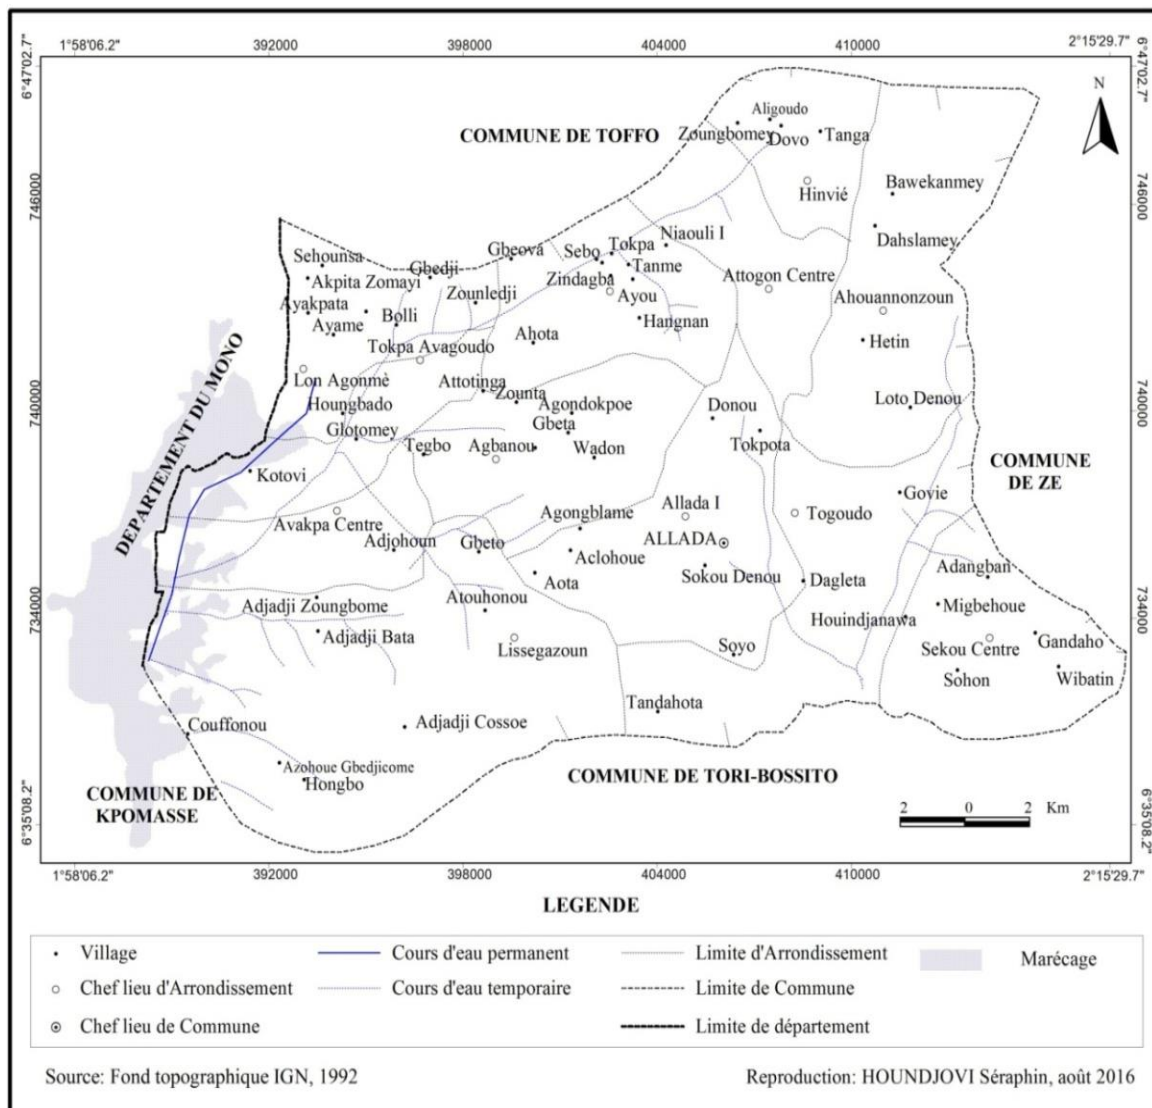 1°58'06.2" 392000 398000 404000 410000 2°15'29.7"
6°47'02.7"
6°47'02.7"
N
COMMUNE DE TOFFO
Aligoudo
Zoungbomey
Dovo
Tanga
Hinvié
Bawekanmey
746000
746000
Dahslamey
Niaouli I
Gbeova
Sebo
Tokpa
Tanme
Sehounsa
Gbedji
Akpita Zomayi
Zindagba
Attogon Centre
Ayou
Zounledji
Ayakpata
Ahouannonzoun
Bolli
Ayame
Hangnan
Ahota
Hetin
Tokpa Avagoudo
DEPARTEMENT DU MONO
Lon Agonmè
Attotinga
Zounta
Houngbado
Agondokpoe
Donou
Loto Denou
740000
740000
Glotomey
Gbeta
Tegbo
Agbanou
Wadon
Tokpota
COMMUNE
DE ZE
Kotovi
Govie
Avakpa Centre
Agongblame
Allada I
Togoudo
Adjohoun
Gbeto
ALLADA
Aclohoue
Adangban
Aota
Sokou Denou
Dagleta
Atouhonou
Adjadji Zoungbome
Migbehoue
734000
734000
Houindjanawa
Adjadji Bata
Lissegazoun
Soyo
Sekou Centre
Gandaho
Sohon
Wibatin
Tandahota
Couffonou
Adjadji Cossoe
Azohoue Gbedjicome
Hongbo
COMMUNE DE TORI-BOSSITO
COMMUNE DE
KPOMASSE
2 0 2 Km
6°35'08.2"
6°35'08.2"
1°58'06.2" 392000 398000 404000 410000 2°15'29.7"
LEGENDE
Village Cours d'eau permanent Limite d'Arrondissement Marécage
Chef lieu d'Arrondissement Cours d'eau temporaire Limite de Commune
Chef lieu de Commune Limite de département
Source: Fond topographique IGN, 1992 Reproduction: HOUNDJOVI Séraphin, août 2016